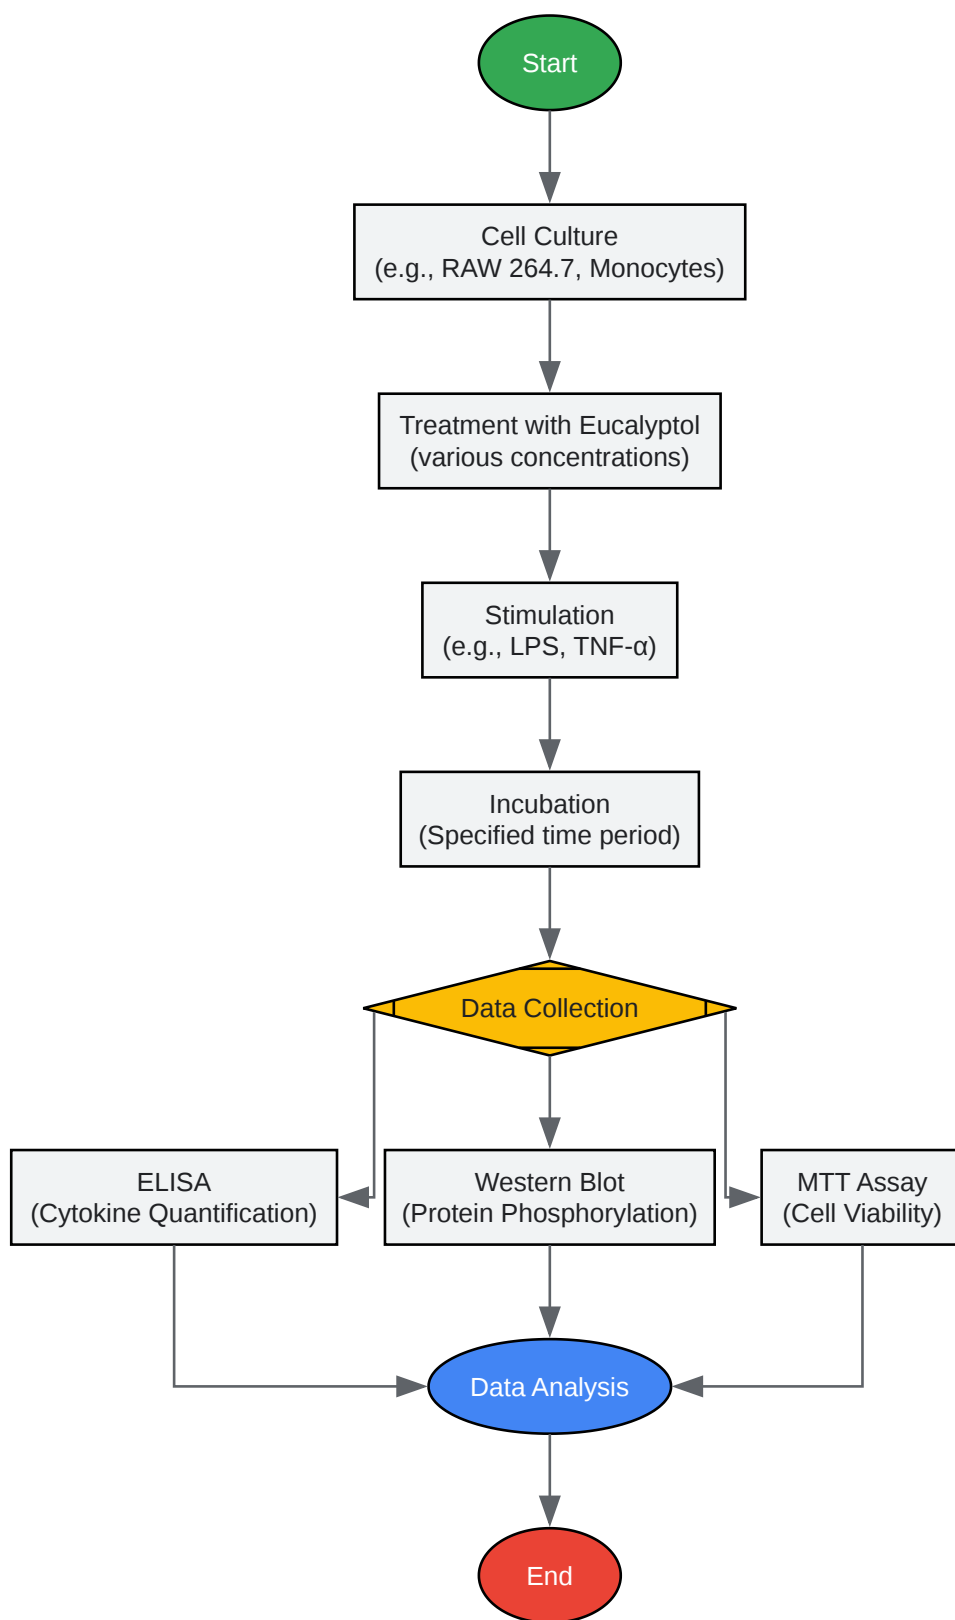 Start
Cell Culture
(e.g., RAW 264.7, Monocytes)
Treatment with Eucalyptol
(various concentrations)
Stimulation
(e.g., LPS, TNF-α)
Incubation
(Specified time period)
Data Collection
ELISA
(Cytokine Quantification)
Western Blot
(Protein Phosphorylation)
MTT Assay
(Cell Viability)
Data Analysis
End